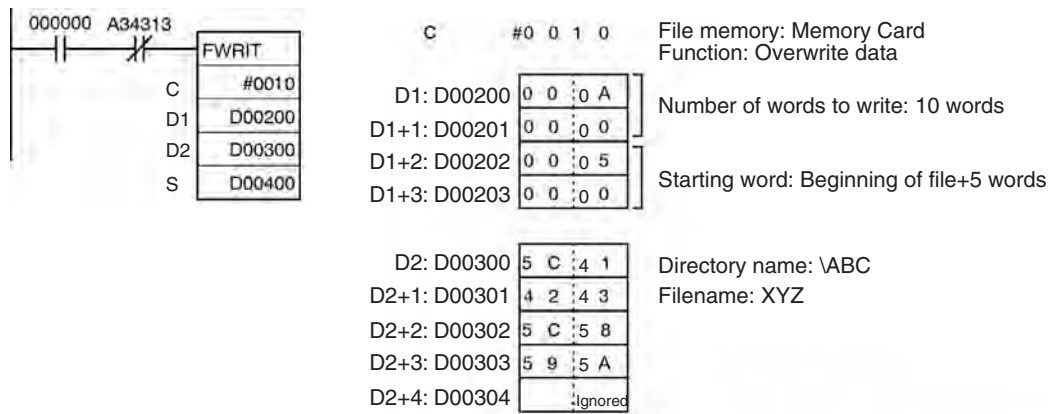 000000 A34313
FWRIT
C #0010
D1 D00200
D2 D00300
S D00400
C #0 0 1 0
File memory: Memory Card
Function: Overwrite data
D1: D00200 0 0 0 A
D1+1: D00201 0 0 0 0
Number of words to write: 10 words
D1+2: D00202 0 0 0 5
D1+3: D00203 0 0 0 0
Starting word: Beginning of file+5 words
D2: D00300 5 C 4 1
Directory name: \ABC
D2+1: D00301 4 2 4 3
Filename: XYZ
D2+2: D00302 5 C 5 8
D2+3: D00303 5 9 5 A
D2+4: D00304 Ignored